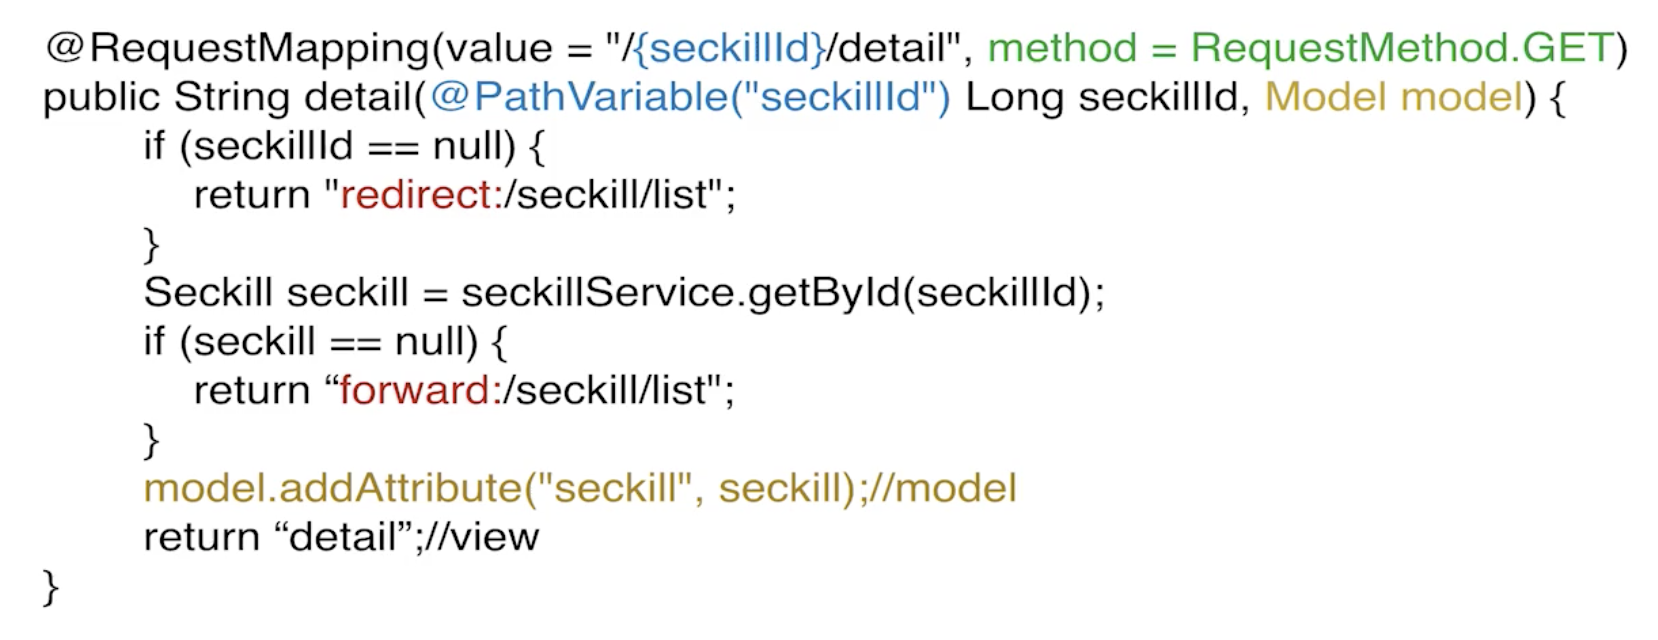 @RequestMapping(value = "/{seckillId}/detail", method = RequestMethod.GET)
public String detail(@PathVariable("seckillId") Long seckillId, Model model) {
if (seckillId == null) {
return "redirect:/seckill/list";
}
Seckill seckill = seckillService.getById(seckillId);
if (seckill == null) {
return “forward:/seckill/list";
}
model.addAttribute("seckill", seckill);//model
return “detail”;//view
}